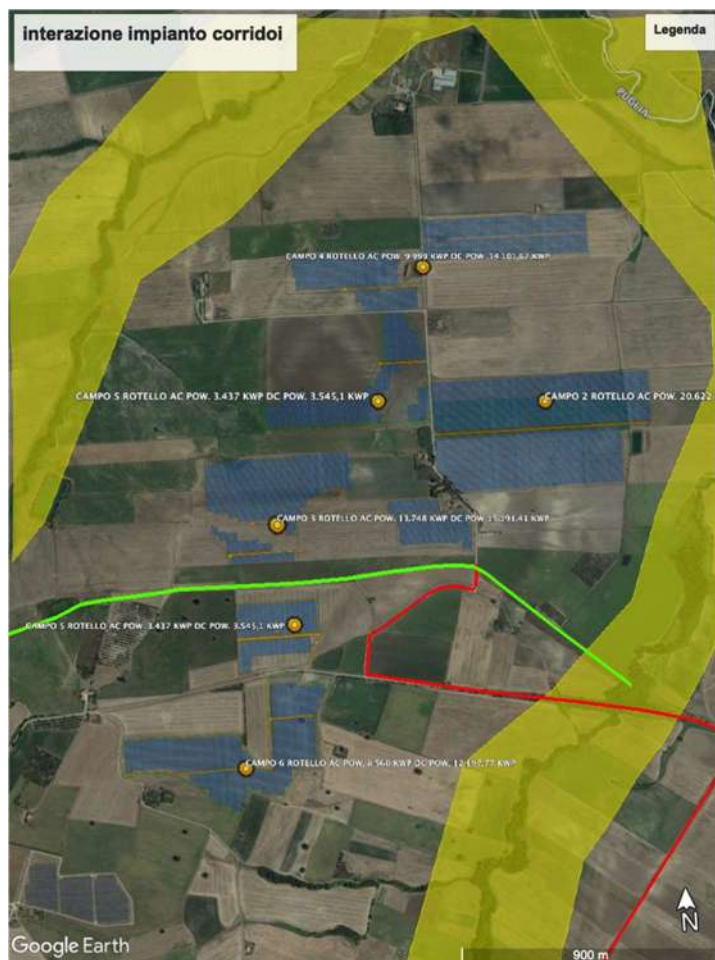 interazione impianto corridoi
Legenda
PUGLIA
CAMPO 4 ROTELLO AC POW. 9.999 KWP DC POW. 14.101,67 KWP
CAMPO 5 ROTELLO AC POW. 3.437 KWP DC POW. 3.545,1 KWP
CAMPO 2 ROTELLO AC POW. 20.622
CAMPO 3 ROTELLO AC POW. 13.748 KWP DC POW 15.391,41 KWP
CAMPO 5 ROTELLO AC POW. 3.437 KWP DC POW. 3.545,1 KWP
CAMPO 6 ROTELLO AC POW. 8.560 KWP DC POW. 12.197,77 KWP
N
Google Earth
900 m